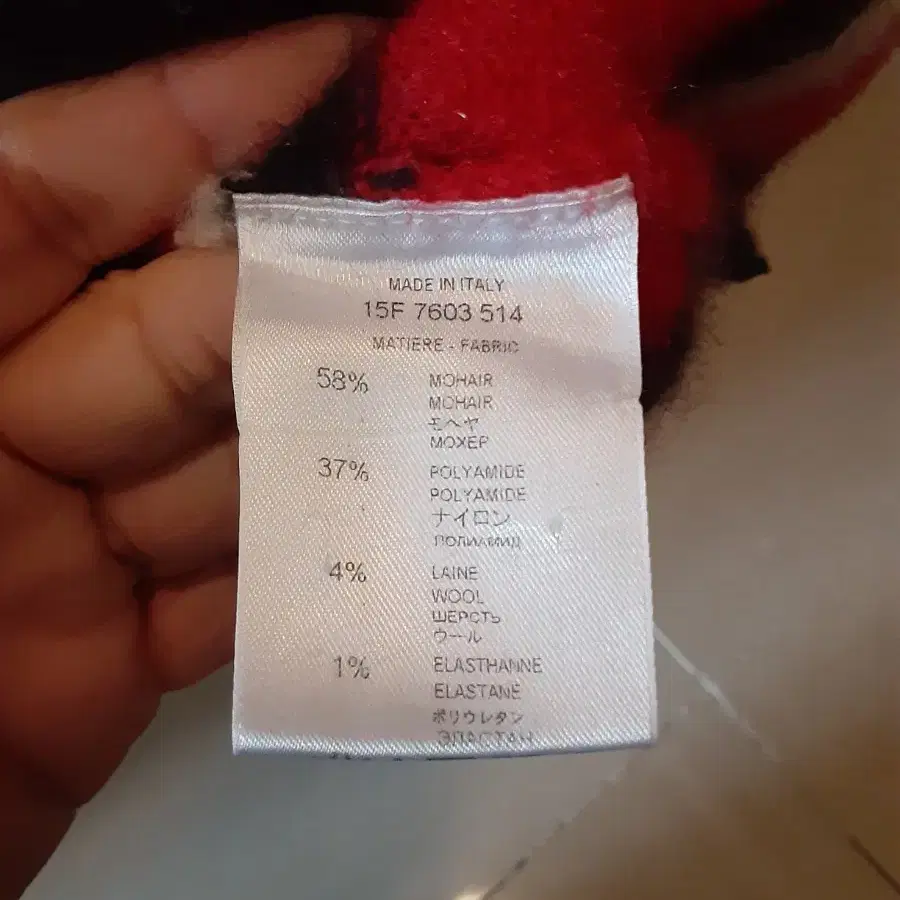 MADE IN ITALY
15F 7603 514
MATIERE - FABRIC
58% MOHAIR
MOHAIR
モヘヤ
МОХЕР
37% POLYAMIDE
POLYAMIDE
ナイロン
ПОЛИАМИД
4% LAINE
WOOL
ШЕРСТЬ
ウール
1% ELASTHANNE
ELASTANE
ポリウレタン
ЭЛАСТАН